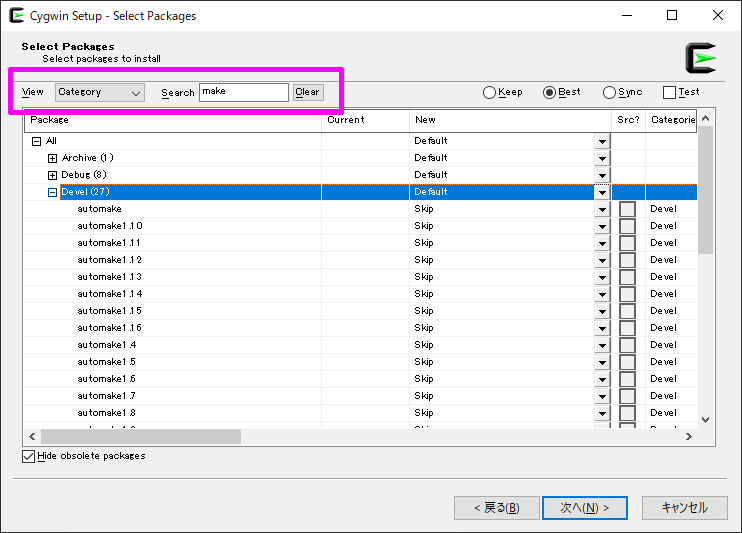 Cygwin Setup - Select Packages
Select Packages
Select packages to install
View Category Search make Clear Keep Best Sync Test
Package Current New Src? Categorie
All Default
Archive (1) Default
Debug (8) Default
Devel (27) Default
automake Skip Devel
automake1.10 Skip Devel
automake1.11 Skip Devel
automake1.12 Skip Devel
automake1.13 Skip Devel
automake1.14 Skip Devel
automake1.15 Skip Devel
automake1.16 Skip Devel
automake1.4 Skip Devel
automake1.5 Skip Devel
automake1.6 Skip Devel
automake1.7 Skip Devel
automake1.8 Skip Devel
Hide obsolete packages
< 戻る(B) 次へ(N) > キャンセル